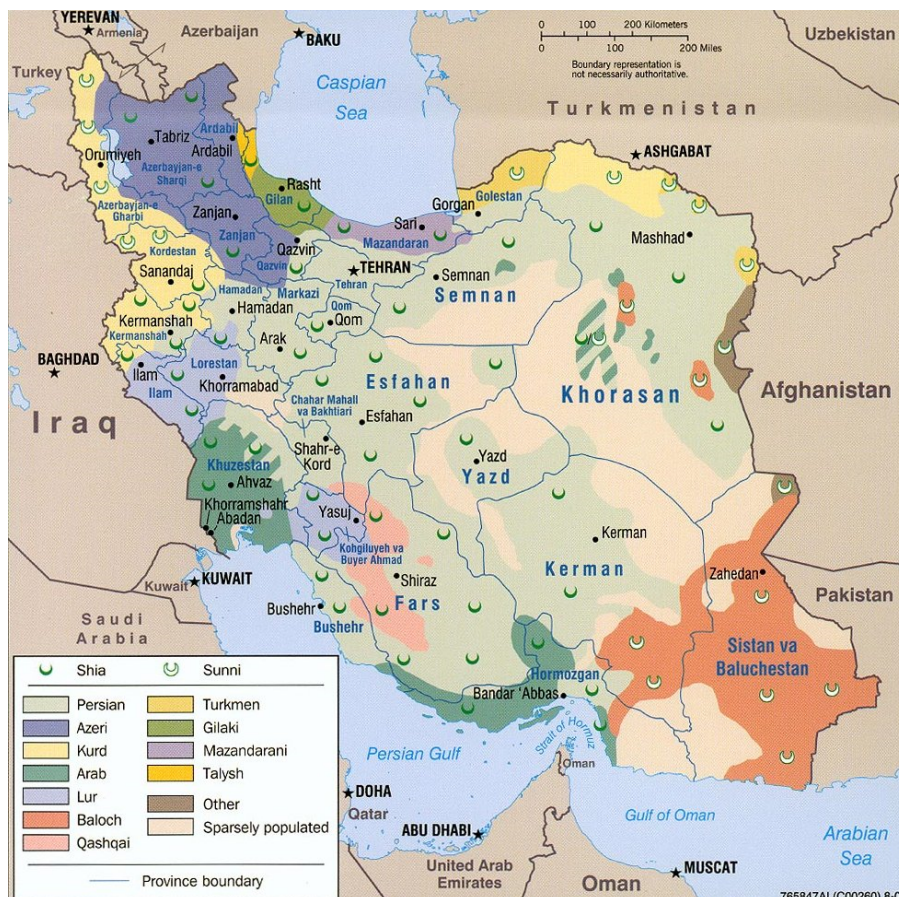 YEREVAN
Armenia
Azerbaijan
BAKU
Turkey
Caspian
Sea
0 100 200 Kilometers
0 100 200 Miles
Boundary representation
is not necessarily authoritative.
Uzbekistan
Turkmenistan
ASHGABAT
Tabriz
Ardabil
Ardabil
Orumiyeh
Azerbayjan-e
Sharqi
Rasht
Gilan
Azerbayjan-e
Gharbi
Zanjan
Zanjan
Gorgan
Golestan
Sari
Mazandaran
Mashhad
Kordestan
Qazvin
Qazvin
TEHRAN
Tehran
Semnan
Semnan
Sanandaj
Hamadan
Markazi
Hamadan
Qom
Qom
Kermanshah
Kermanshah
Arak
BAGHDAD
Ilam
Ilam
Lorestan
Khorramabad
Esfahan
Khorasan
Afghanistan
Iraq
Chahar Mahall
va Bakhtiari
Esfahan
Shahr-e
Kord
Yazd
Yazd
Khuzestan
Ahvaz
Khorramshahr
Abadan
Yasuj
Kohgiluyeh va
Buyer Ahmad
Kerman
Kerman
Kuwait
KUWAIT
Shiraz
Fars
Zahedan
Pakistan
Saudi
Arabia
Bushehr
Bushehr
Sistan va
Baluchestan
Hormozgan
Bandar 'Abbas
Persian Gulf
Strait of Hormuz
Oman
DOHA
Qatar
ABU DHABI
United Arab
Emirates
Gulf of Oman
Arabian
Sea
MUSCAT
Oman
Shia
Sunni
Persian
Turkmen
Azeri
Gilaki
Kurd
Mazandarani
Arab
Talysh
Lur
Other
Baloch
Sparsely populated
Qashqai
Province boundary